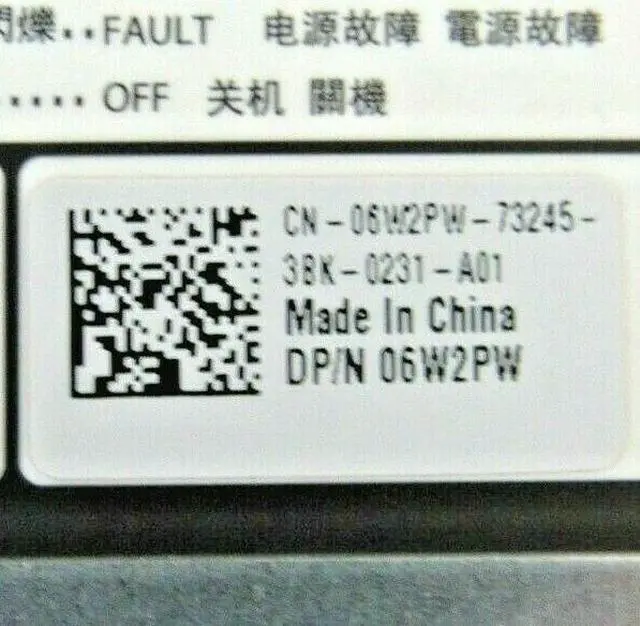 閃爍..FAULT 电源故障 電源故障
.....OFF 关机 關機
CN-06W2PW-73245-
3BK-0231-A01
Made In China
DP/N 06W2PW